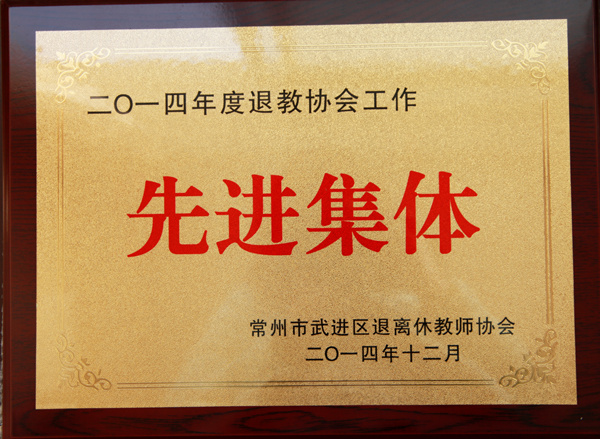 二〇一四年度退教协会工作
先进集体
常州市武进区退离休教师协会
二〇一四年十二月